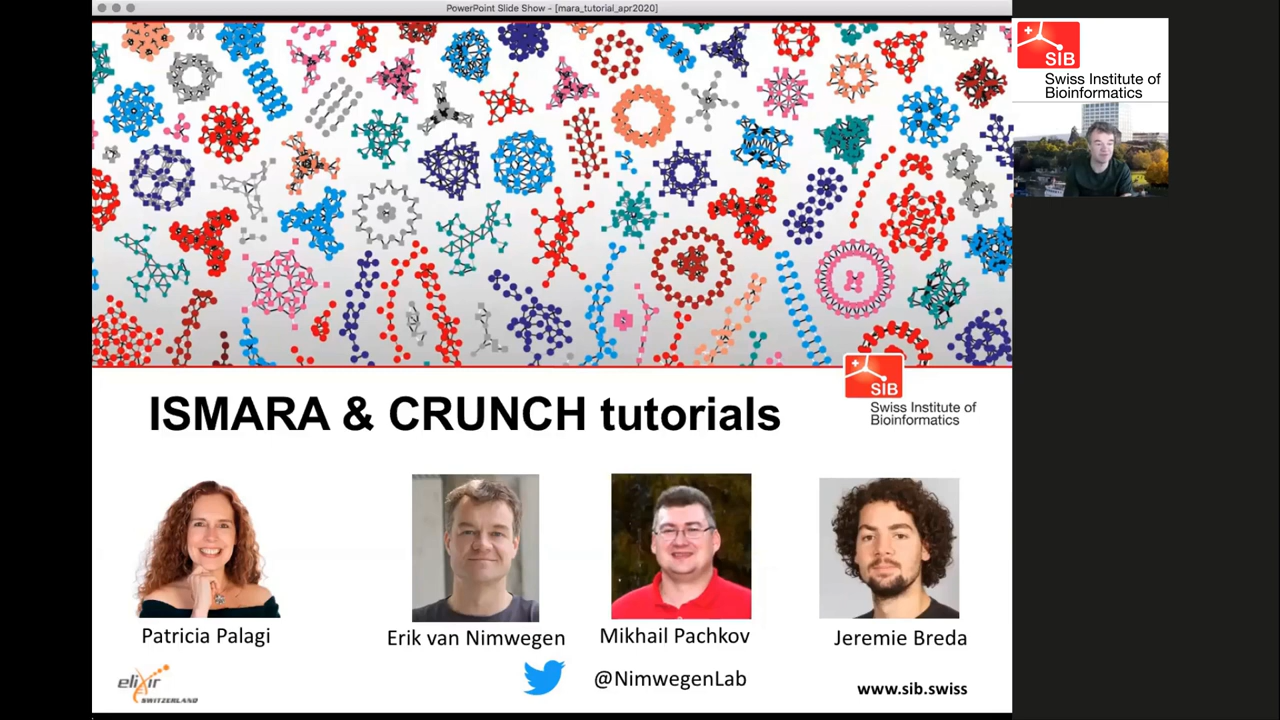 PowerPoint Slide Show - [mara_tutorial_apr2020]
SIB
Swiss Institute of
Bioinformatics
ISMARA & CRUNCH tutorials
SIB
Swiss Institute of
Bioinformatics
Patricia Palagi
Erik van Nimwegen
Mikhail Pachkov
Jeremie Breda
elixir
SWITZERLAND
@NimwegenLab
www.sib.swiss